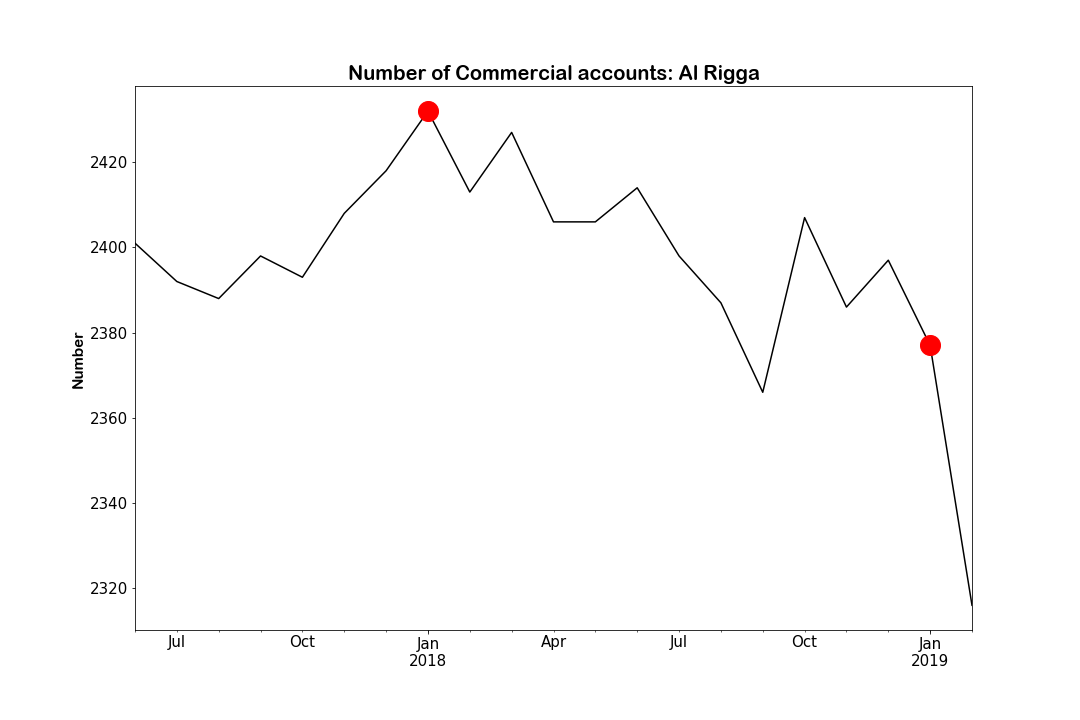 Number of Commercial accounts: Al Rigga
Number
2420
2400
2380
2360
2340
2320
Jul
Oct
Jan
2018
Apr
Jul
Oct
Jan
2019